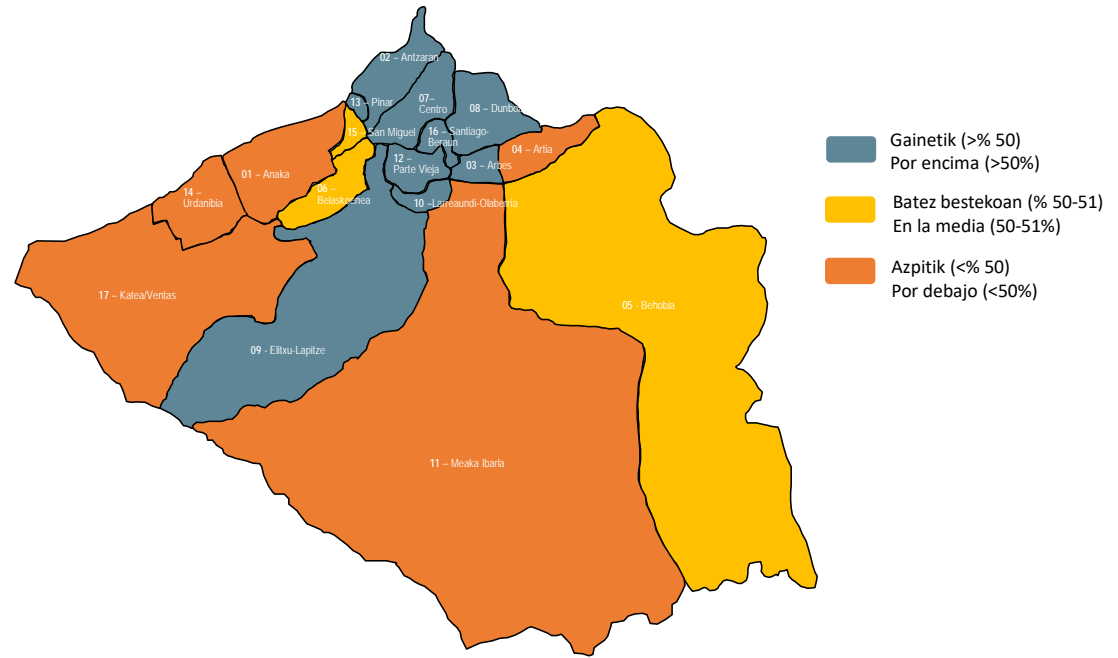 02 – Antzaran
13 – Pinar
07–
Centro
08 – Dunboa
15 – San Miguel
16 – Santiago-
Beraun
04 – Artia
12 –
Parte Vieja
03 – Arbes
01 – Anaka
14 –
Urdanibia
06 –
Belaskoenea
10 –Larreaundi-Olaberria
17 – Katea/Ventas
05 - Behobia
09 - Elitxu-Lapitze
11 – Meaka Ibarla
Gainetik (>% 50)
Por encima (>50%)
Batez bestekoan (% 50-51)
En la media (50-51%)
Azpitik (<% 50)
Por debajo (<50%)